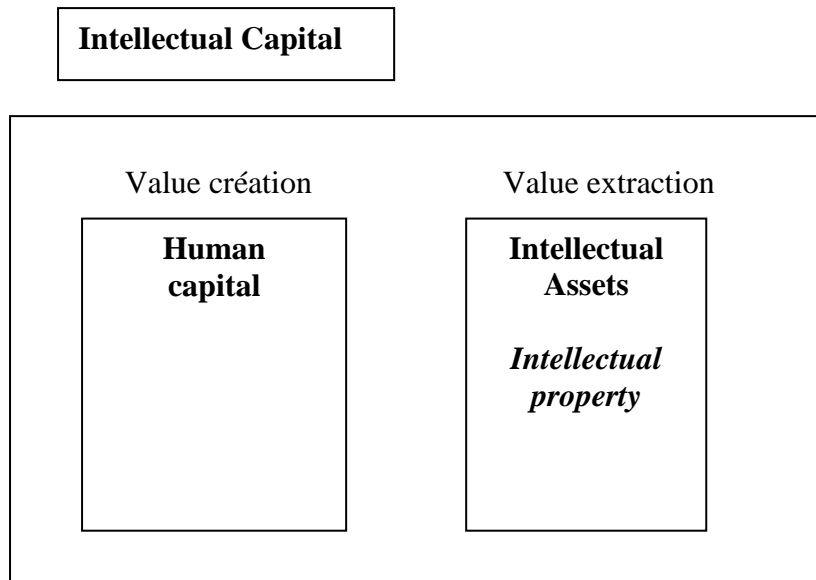 Intellectual Capital
Value création
Value extraction
Human
capital
Intellectual
Assets
Intellectual
property